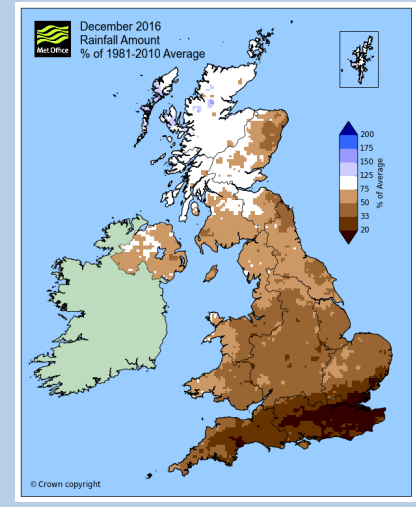 Met Office
December 2016
Rainfall Amount
% of 1981-2010 Average
200
175
150
125
75
50
33
20
% of Average
© Crown copyright